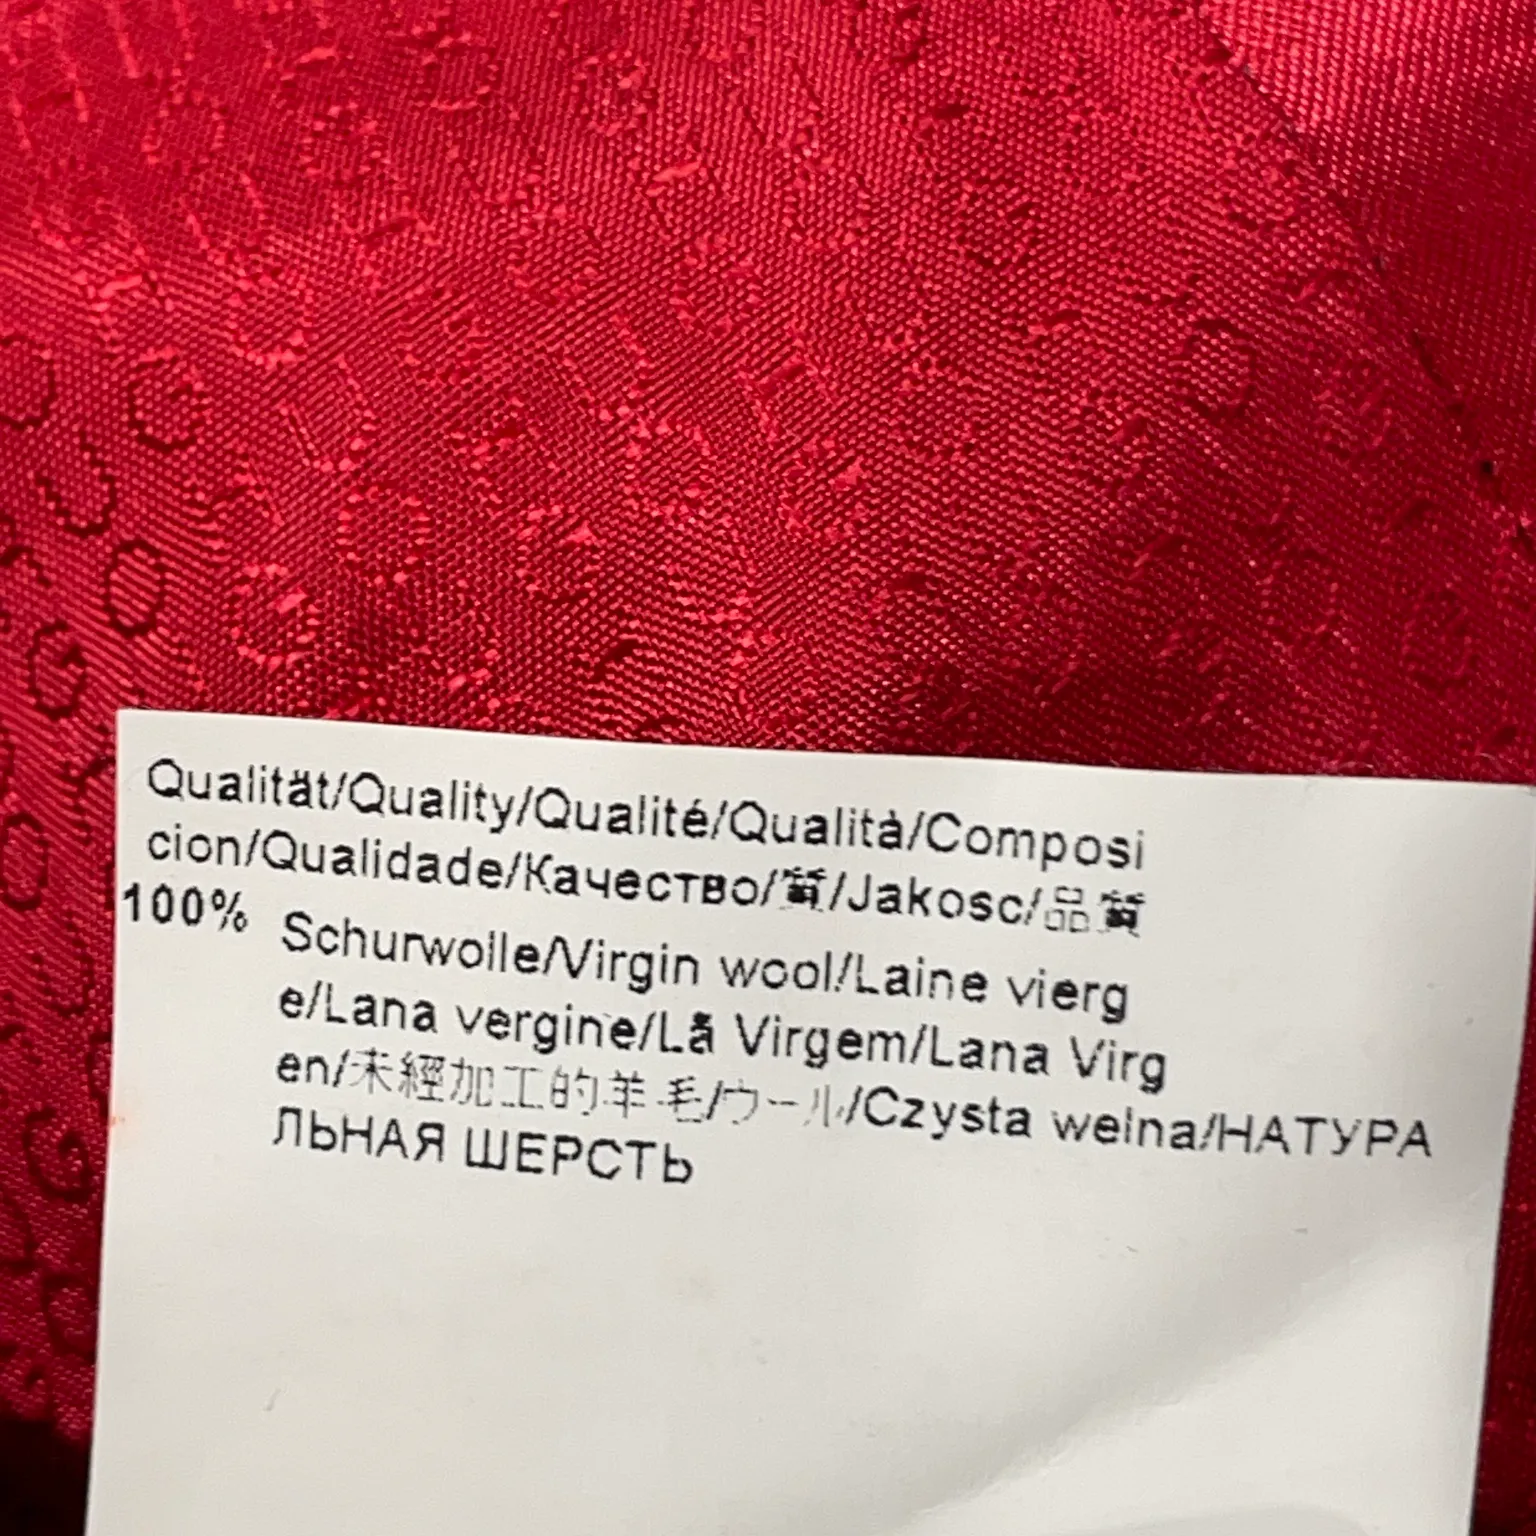 Qualität/Quality/Qualité/Qualità/Composi
cion/Qualidade/Качество/質/Jakosc/品質
100% Schurwolle/Virgin wool/Laine vierg
e/Lana vergine/Lã Virgem/Lana Virg
en/未經加工的羊毛/ウール/Czysta welna/НАТУРА
ЛЬНАЯ ШЕРСТЬ